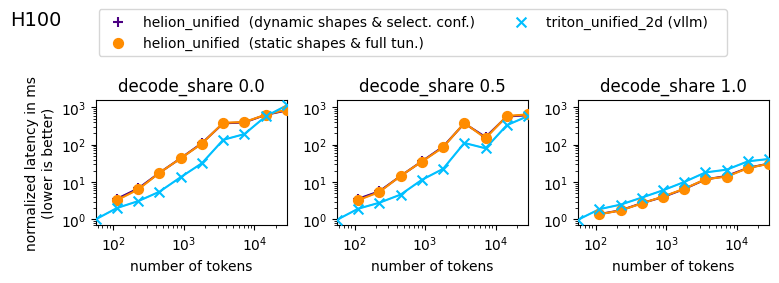 H100
helion_unified (dynamic shapes & select. conf.)
helion_unified (static shapes & full tun.)
triton_unified_2d (vllm)
normalized latency in ms
(lower is better)
decode_share 0.0
10³
10²
10¹
10⁰
10² 10³ 10⁴
number of tokens
decode_share 0.5
10³
10²
10¹
10⁰
10² 10³ 10⁴
number of tokens
decode_share 1.0
10³
10²
10¹
10⁰
10² 10³ 10⁴
number of tokens